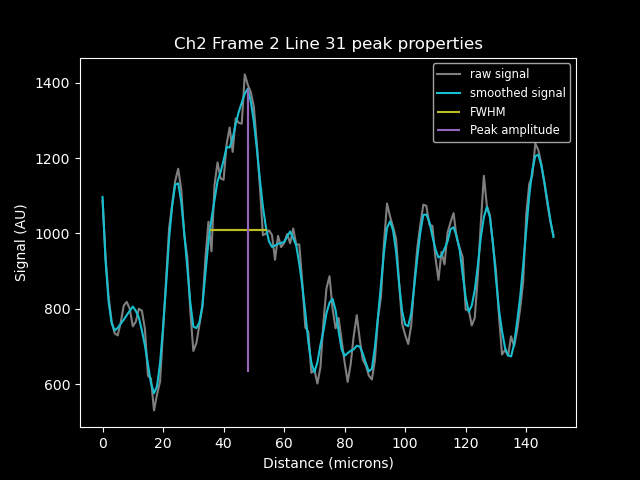 Ch2 Frame 2 Line 31 peak properties
raw signal
smoothed signal
FWHM
Peak amplitude
Signal (AU)
1400
1200
1000
800
600
0 20 40 60 80 100 120 140
Distance (microns)